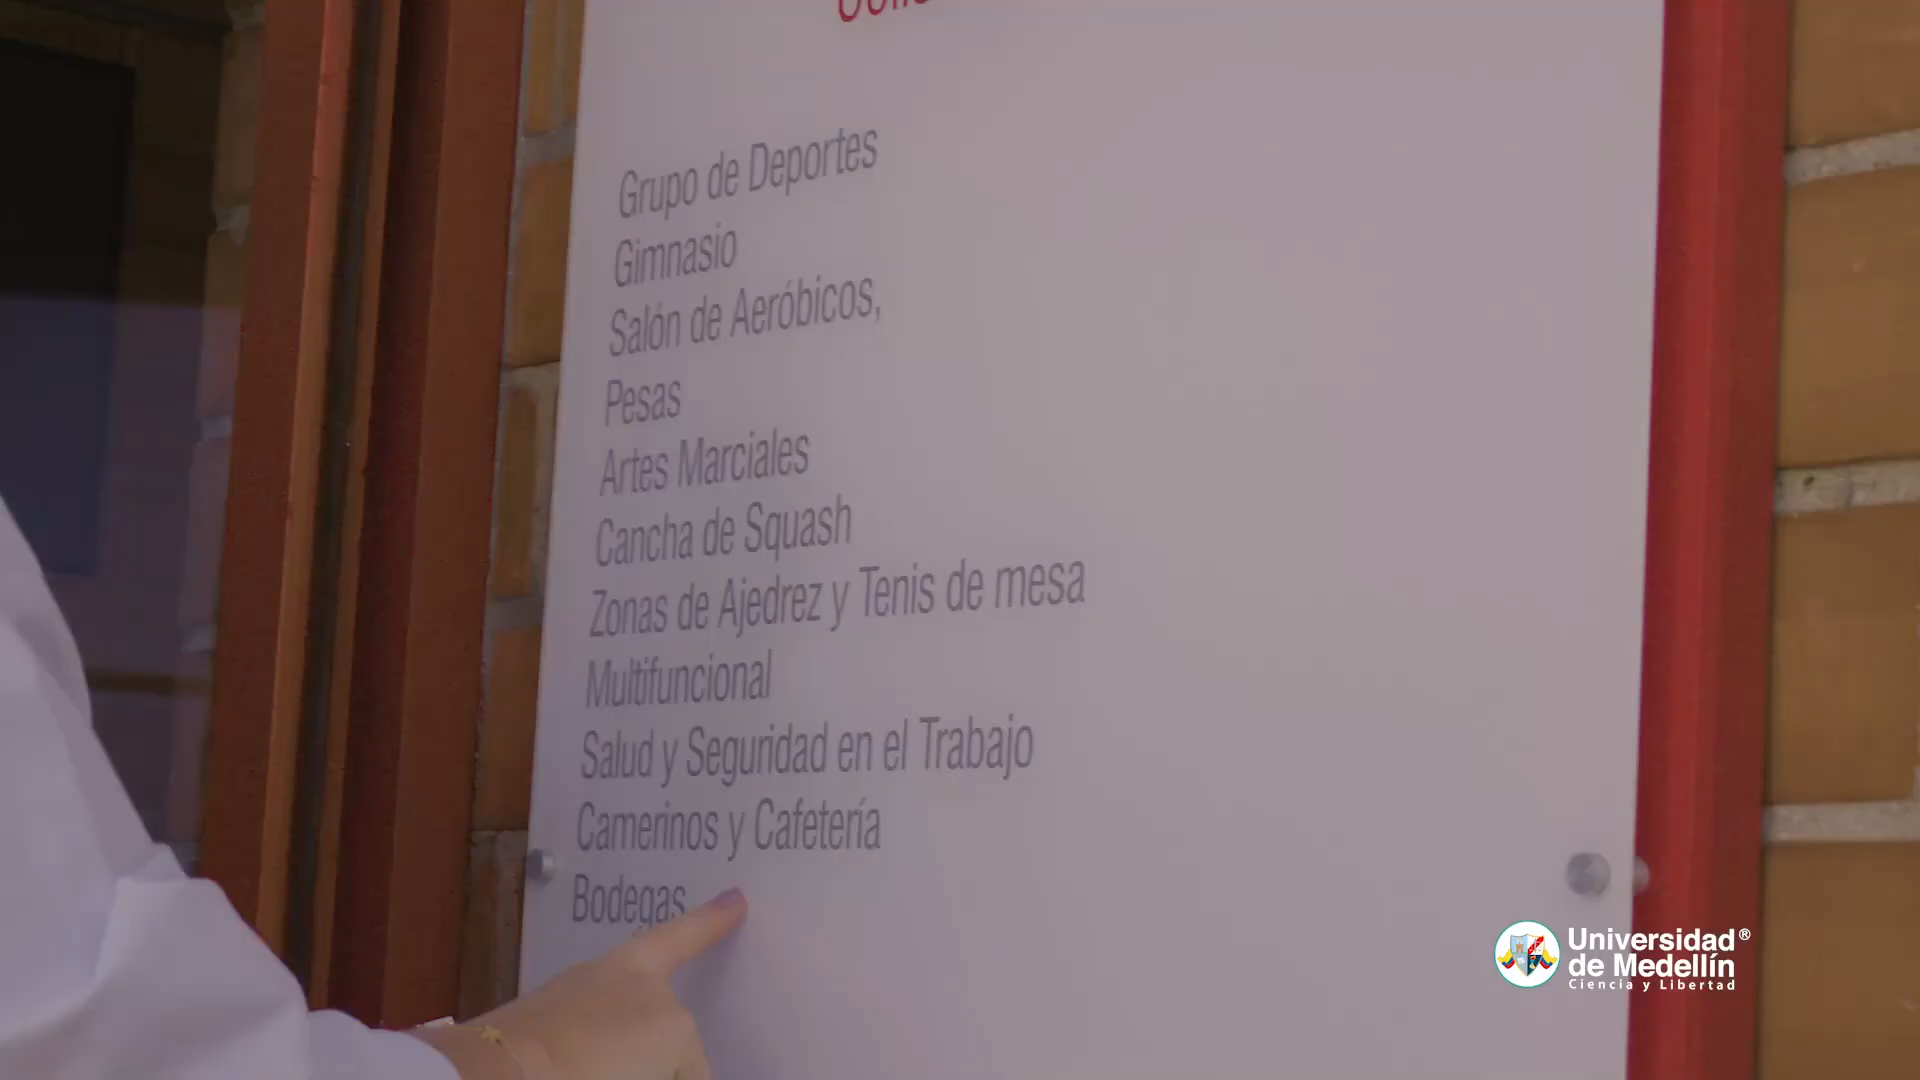 Grupo de Deportes
Gimnasio
Salón de Aeróbicos,
Pesas
Artes Marciales
Cancha de Squash
Zonas de Ajedrez y Tenis de mesa
Multifuncional
Salud y Seguridad en el Trabajo
Camerinos y Cafetería
Bodegas
Universidad®
de Medellín
Ciencia y Libertad